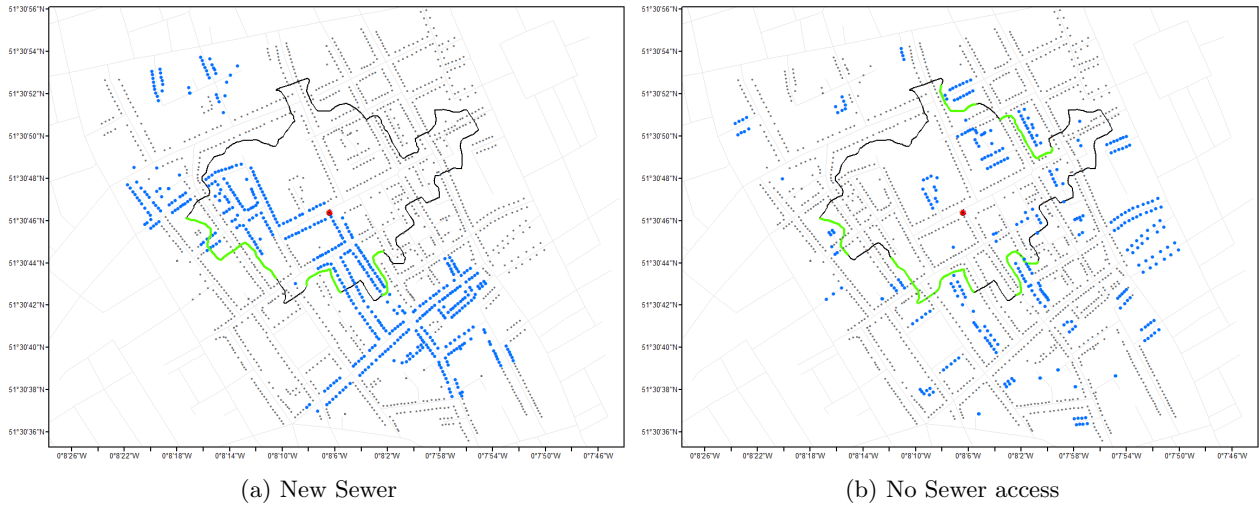 51°30'56"N
51°30'54"N
51°30'52"N
51°30'50"N
51°30'48"N
51°30'46"N
51°30'44"N
51°30'42"N
51°30'40"N
51°30'38"N
51°30'36"N
0°8'26"W 0°8'22"W 0°8'18"W 0°8'14"W 0°8'10"W 0°8'6"W 0°8'2"W 0°7'58"W 0°7'54"W 0°7'50"W 0°7'46"W
(a) New Sewer
51°30'56"N
51°30'54"N
51°30'52"N
51°30'50"N
51°30'48"N
51°30'46"N
51°30'44"N
51°30'42"N
51°30'40"N
51°30'38"N
51°30'36"N
0°8'26"W 0°8'22"W 0°8'18"W 0°8'14"W 0°8'10"W 0°8'6"W 0°8'2"W 0°7'58"W 0°7'54"W 0°7'50"W 0°7'46"W
(b) No Sewer access